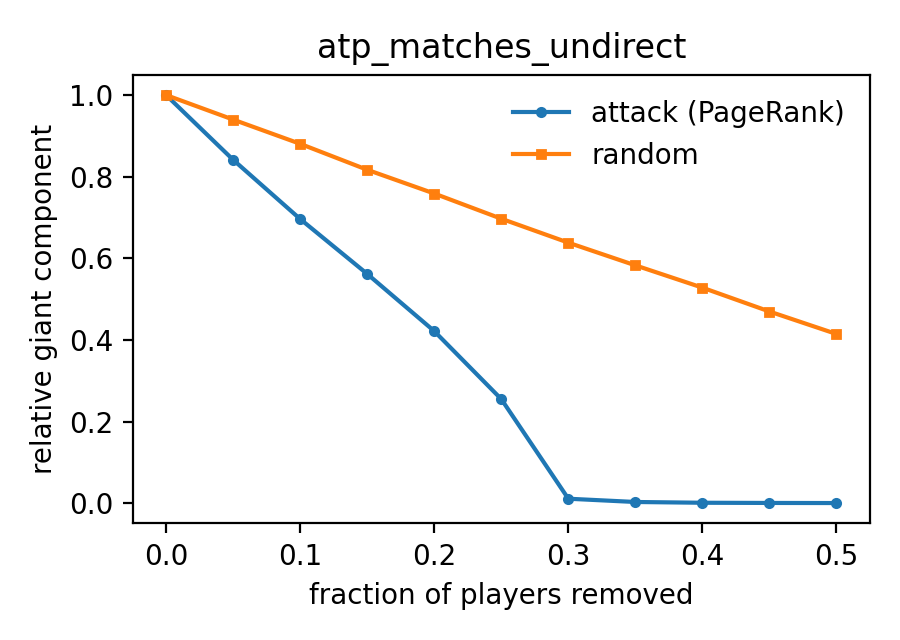 atp_matches_undirect
attack (PageRank)
random
relative giant component
1.0
0.8
0.6
0.4
0.2
0.0
0.0 0.1 0.2 0.3 0.4 0.5
fraction of players removed